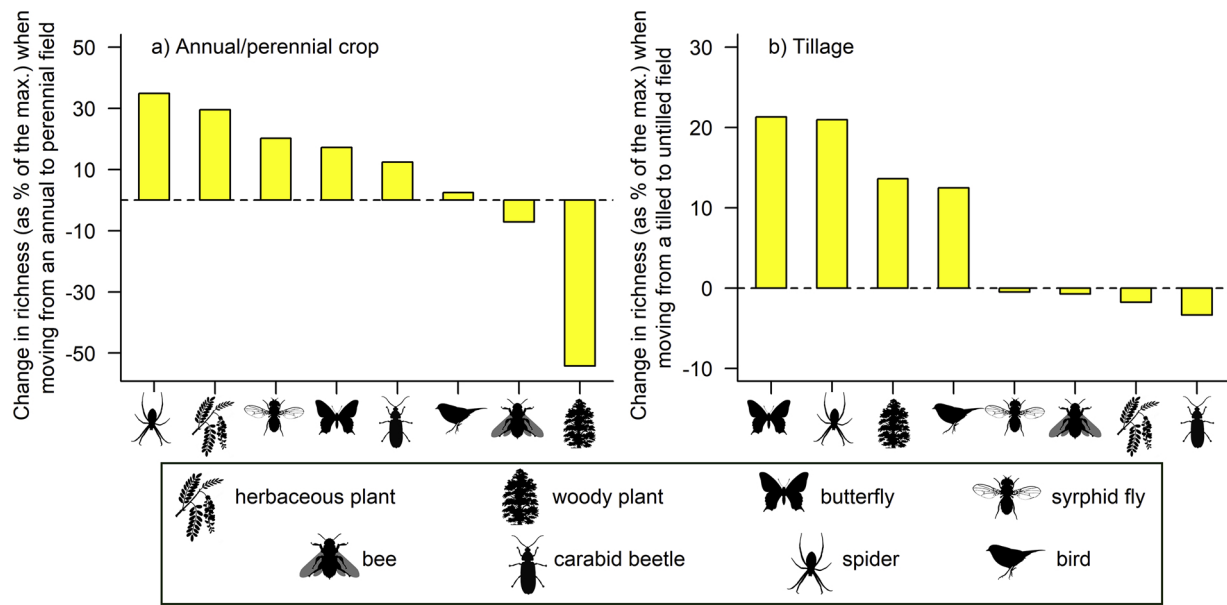 Change in richness (as % of the max.) when
moving from an annual to perennial field
a) Annual/perennial crop
50
30
10
-10
-30
-50
Change in richness (as % of the max.) when
moving from a tilled to untilled field
b) Tillage
30
20
10
0
-10
herbaceous plant
woody plant
butterfly
syrphid fly
bee
carabid beetle
spider
bird